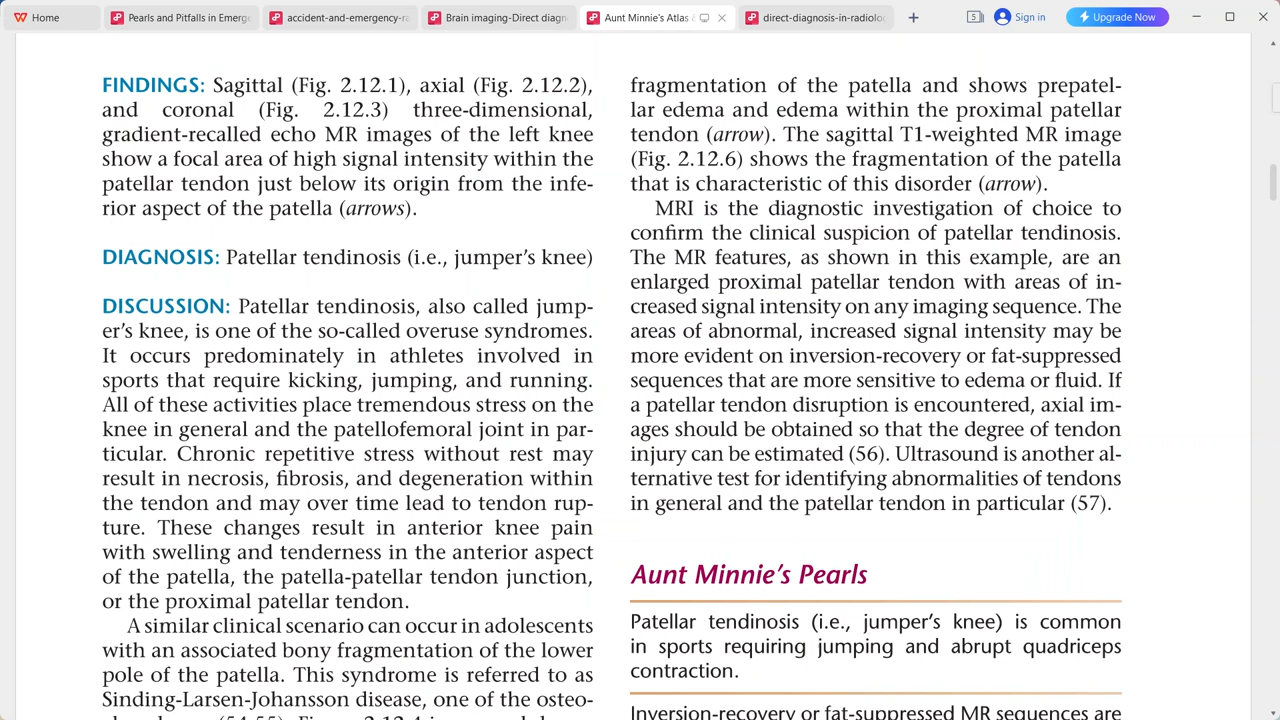 Home
Pearls and Pitfalls in Emerg
accident-and-emergency-ra
Brain imaging-Direct diagn
Aunt Minnie's Atlas
direct-diagnosis-in-radiolo
5
Sign in
Upgrade Now
FINDINGS: Sagittal (Fig. 2.12.1), axial (Fig. 2.12.2),
and coronal (Fig. 2.12.3) three-dimensional,
gradient-recalled echo MR images of the left knee
show a focal area of high signal intensity within the
patellar tendon just below its origin from the infe-
rior aspect of the patella (arrows).
DIAGNOSIS: Patellar tendinosis (i.e., jumper's knee)
DISCUSSION: Patellar tendinosis, also called jump-
er's knee, is one of the so-called overuse syndromes.
It occurs predominately in athletes involved in
sports that require kicking, jumping, and running.
All of these activities place tremendous stress on the
knee in general and the patellofemoral joint in par-
ticular. Chronic repetitive stress without rest may
result in necrosis, fibrosis, and degeneration within
the tendon and may over time lead to tendon rup-
ture. These changes result in anterior knee pain
with swelling and tenderness in the anterior aspect
of the patella, the patella-patellar tendon junction,
or the proximal patellar tendon.
A similar clinical scenario can occur in adolescents
with an associated bony fragmentation of the lower
pole of the patella. This syndrome is referred to as
Sinding-Larsen-Johansson disease, one of the osteo-
fragmentation of the patella and shows prepatel-
lar edema and edema within the proximal patellar
tendon (arrow). The sagittal T1-weighted MR image
(Fig. 2.12.6) shows the fragmentation of the patella
that is characteristic of this disorder (arrow).
MRI is the diagnostic investigation of choice to
confirm the clinical suspicion of patellar tendinosis.
The MR features, as shown in this example, are an
enlarged proximal patellar tendon with areas of in-
creased signal intensity on any imaging sequence. The
areas of abnormal, increased signal intensity may be
more evident on inversion-recovery or fat-suppressed
sequences that are more sensitive to edema or fluid. If
a patellar tendon disruption is encountered, axial im-
ages should be obtained so that the degree of tendon
injury can be estimated (56). Ultrasound is another al-
ternative test for identifying abnormalities of tendons
in general and the patellar tendon in particular (57).
Aunt Minnie's Pearls
Patellar tendinosis (i.e., jumper's knee) is common
in sports requiring jumping and abrupt quadriceps
contraction.
Inversion-recovery or fat-suppressed MR sequences are